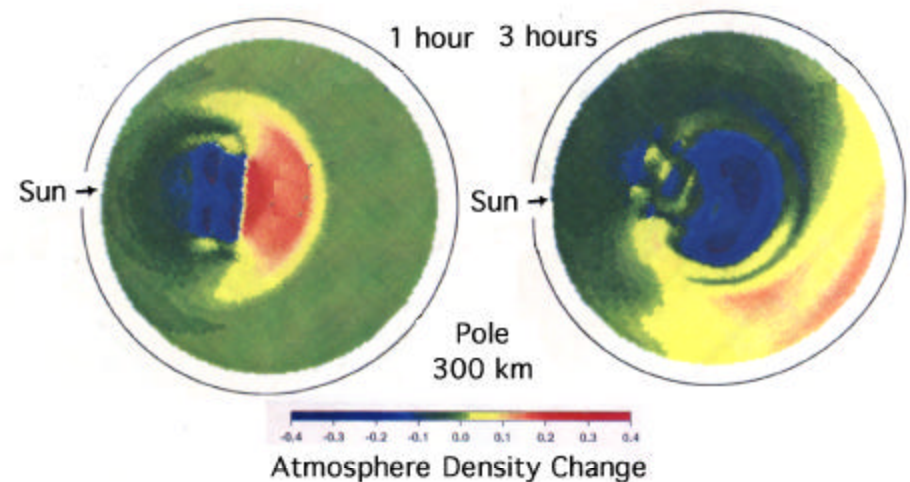 1 hour 3 hours
Sun →
Sun →
Pole
300 km
-0.4 -0.3 -0.2 -0.1 0.0 0.1 0.2 0.3 0.4
Atmosphere Density Change